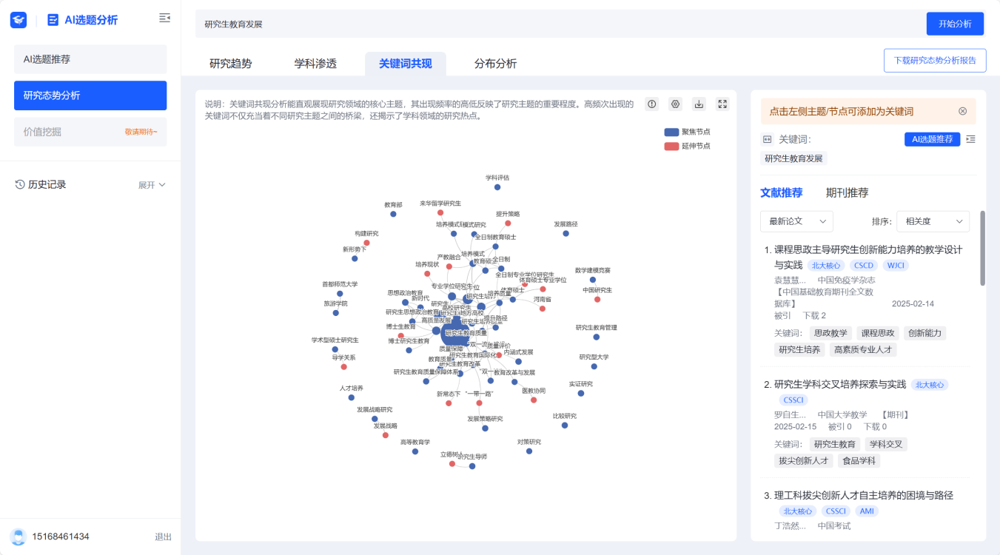 AI选题分析
AI选题推荐
研究态势分析
价值挖掘 敬请期待~
历史记录 展开
15168461434 退出
研究生教育发展 开始分析
研究趋势 学科渗透 关键词共现 分布分析 下载研究态势分析报告
说明：关键词共现分析能直观展现研究领域的核心主题，其出现频率的高低反映了研究主题的重要程度。高频次出现的
关键词不仅充当着不同研究主题之间的桥梁，还揭示了学科领域的研究热点。
聚焦节点
延伸节点
学科评估
教育部
来华留学研究生
提升策略
培养模式
模式研究
发展路径
构建研究
全日制教育硕士
新形势下
产教融合
培养模式
教育硕
全日制
培养现状
全日制专业学位研究生
体育硕士专业学位
数学建模竞赛
首都师范大学
专业学位研究生
体育硕士
中国研究生
思想政治教育
新时代
培养质量
河南省
旅游学院
研究生
高校研究生
研究生思想政治教育
地方高校
提升路径
高质量发展
研究生培养质量
博士生教育
研究生教育质量
研究生教育管理
学术型硕士研究生
博士研究生教育
质量保障
质量评价
内涵式发展
导学关系
研究生教育国际化
研究型大学
教育质量
研究生教育改革
研究生教育质量保障体系
教育改革与发展
人才培养
新常态下
“一带一路”
医教协同
实证研究
发展战略研究
发展战略
发展策略研究
比较研究
高等教育学
对策研究
立德树人
研究生导师
点击左侧主题/节点可添加为关键词
关键词： AI选题推荐
研究生教育发展
文献推荐 期刊推荐
最新论文 排序： 相关度
1. 课程思政主导研究生创新能力培养的教学设计
与实践 北大核心 CSCD WJCI
袁慧慧... 中国免疫学杂志
【中国基础教育期刊全文数
据库】 2025-02-14
被引 下载 2
关键词： 思政教学 课程思政 创新能力
研究生培养 高素质专业人才
2. 研究生学科交叉培养探索与实践 北大核心
CSSCI
罗自生... 中国大学教学 【期刊】
2025-02-15 被引 0 下载 0
关键词： 研究生教育 学科交叉
拔尖创新人才 食品学科
3. 理工科拔尖创新人才自主培养的困境与路径
北大核心 CSSCI AMI
丁浩然... 中国考试